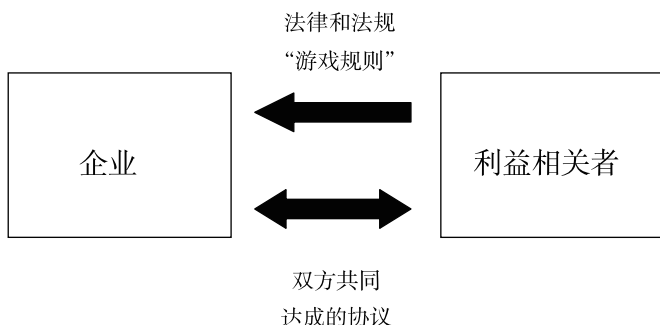 法律和法规
“游戏规则”
企业
利益相关者
双方共同
达成的协议